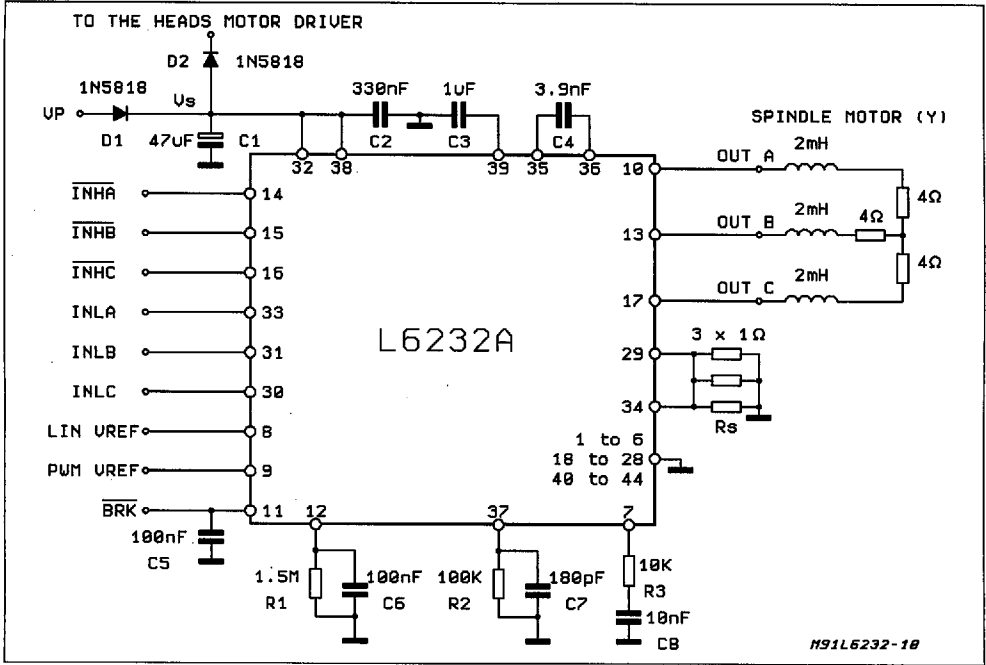 TO THE HEADS MOTOR DRIVER
D2
1N5818
1N5818
Vs
VP
D1
47uF
C1
330nF
C2
1uF
C3
3.9nF
C4
SPINDLE MOTOR (Y)
32
38
39
35
36
INHA
14
INHB
15
INHC
16
INLA
33
INLB
31
INLC
30
LIN VREF
8
PWM VREF
9
BRK
11
100nF
C5
L6232A
10
OUT A
2mH
4Ω
13
OUT B
2mH
4Ω
17
OUT C
2mH
4Ω
3 x 1Ω
29
34
Rs
1 to 6
18 to 28
40 to 44
12
37
7
1.5M
R1
100nF
C6
100K
R2
180pF
C7
10K
R3
10nF
C8
M91L6232-10